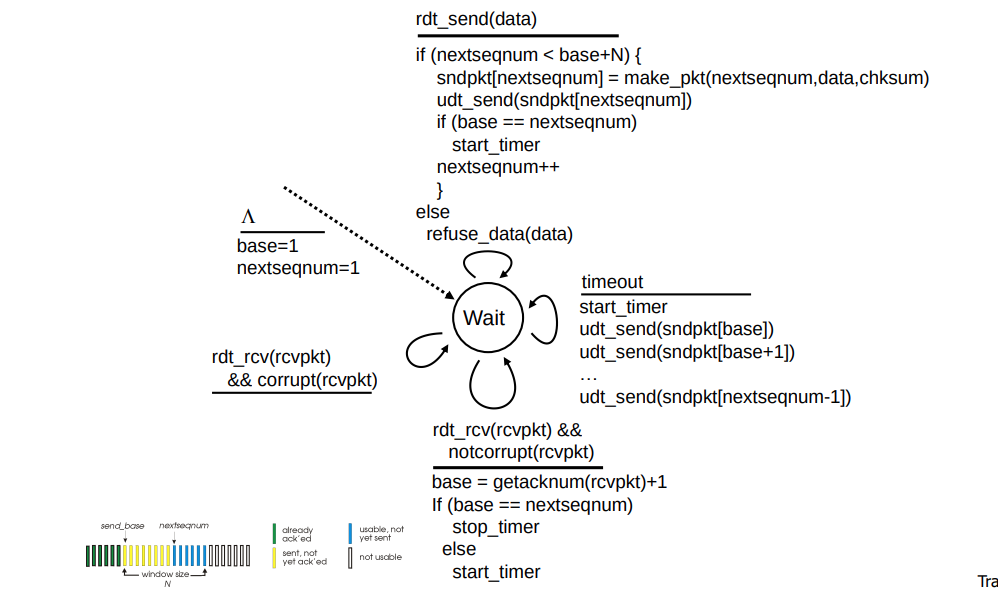 rdt_send(data)
if (nextseqnum < base+N) {
sndpkt[nextseqnum] = make_pkt(nextseqnum,data,chksum)
udt_send(sndpkt[nextseqnum])
if (base == nextseqnum)
start_timer
nextseqnum++
}
else
refuse_data(data)
Λ
base=1
nextseqnum=1
Wait
timeout
start_timer
udt_send(sndpkt[base])
udt_send(sndpkt[base+1])
…
udt_send(sndpkt[nextseqnum-1])
rdt_rcv(rcvpkt)
&& corrupt(rcvpkt)
rdt_rcv(rcvpkt) &&
notcorrupt(rcvpkt)
base = getacknum(rcvpkt)+1
If (base == nextseqnum)
stop_timer
else
start_timer
send_base
nextseqnum
window size
N
already
ack'ed
sent, not
yet ack'ed
usable, not
yet sent
not usable
Tra